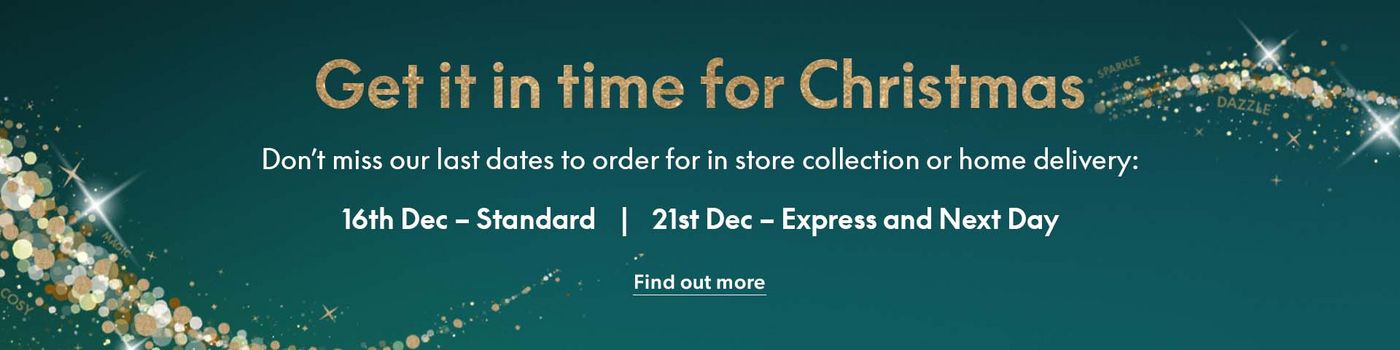 Get it in time for Christmas
SPARKLE
DAZZLE
Don’t miss our last dates to order for in store collection or home delivery:
16th Dec – Standard | 21st Dec – Express and Next Day
MAGIC
Find out more
COSY